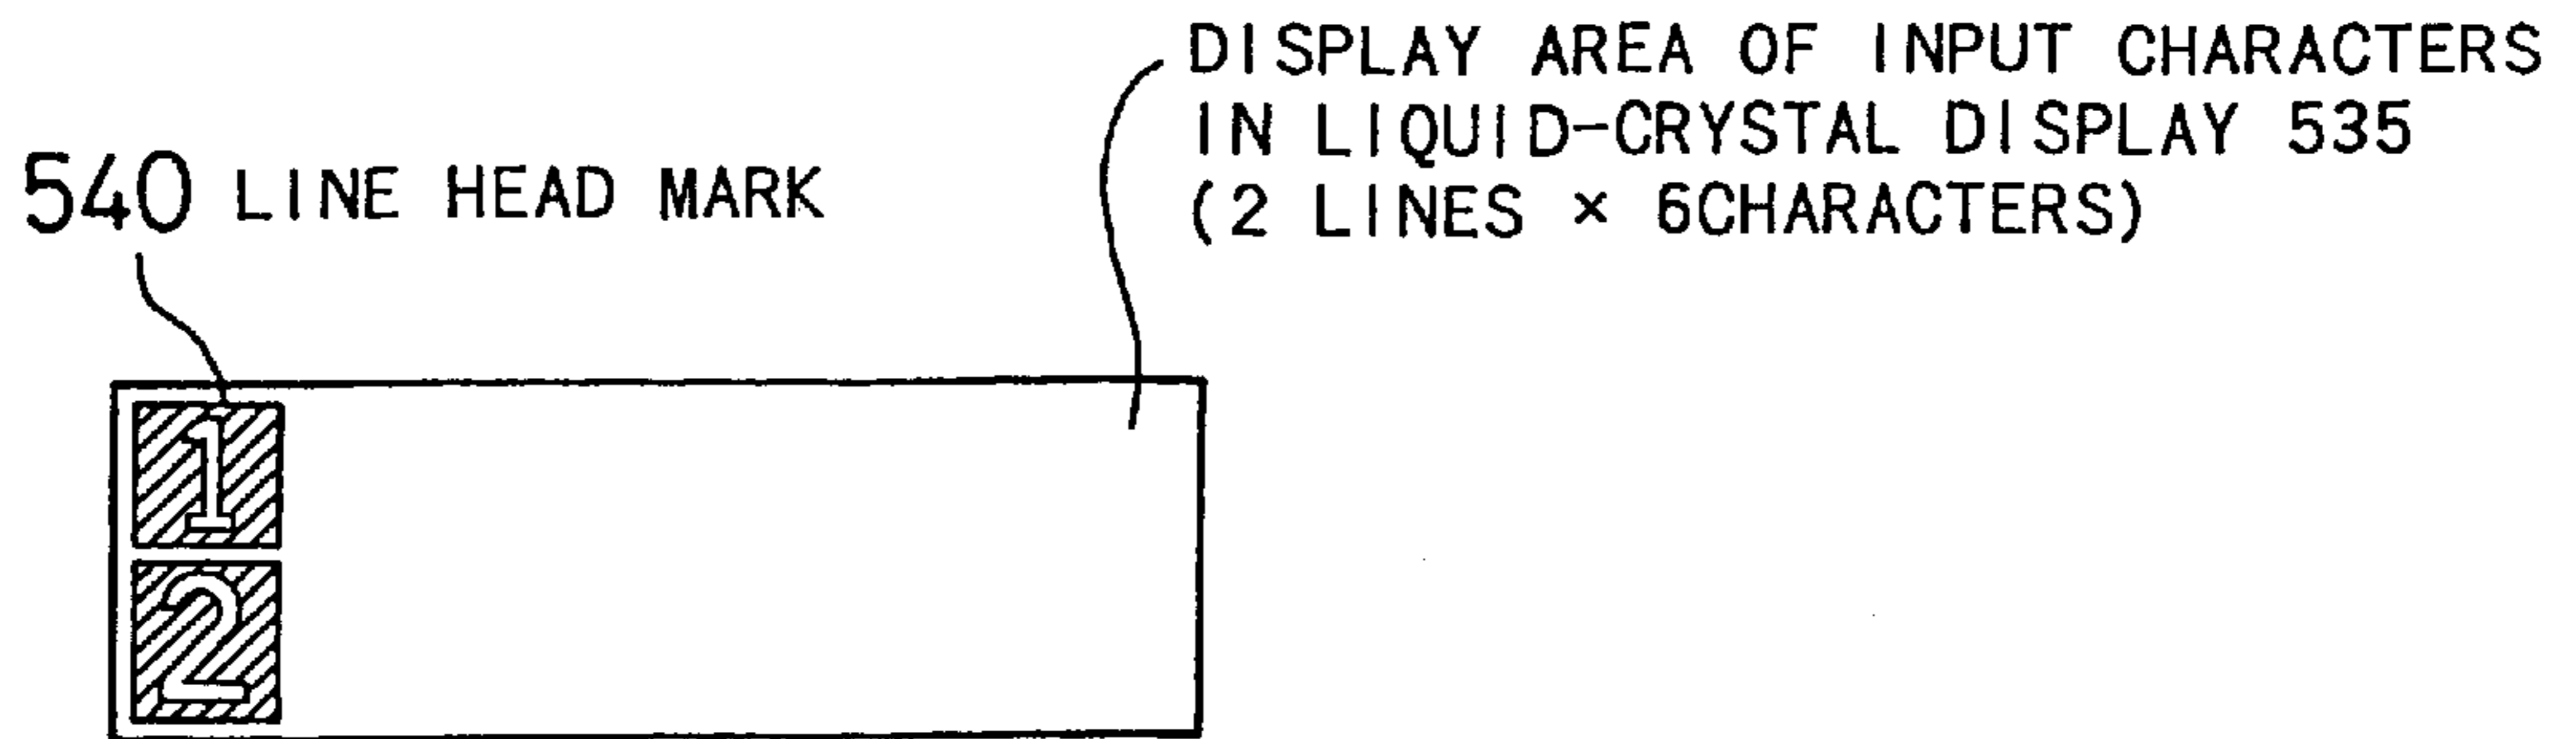 DISPLAY AREA OF INPUT CHARACTERS
IN LIQUID-CRYSTAL DISPLAY 535
(2 LINES × 6CHARACTERS)
540 LINE HEAD MARK
1
2